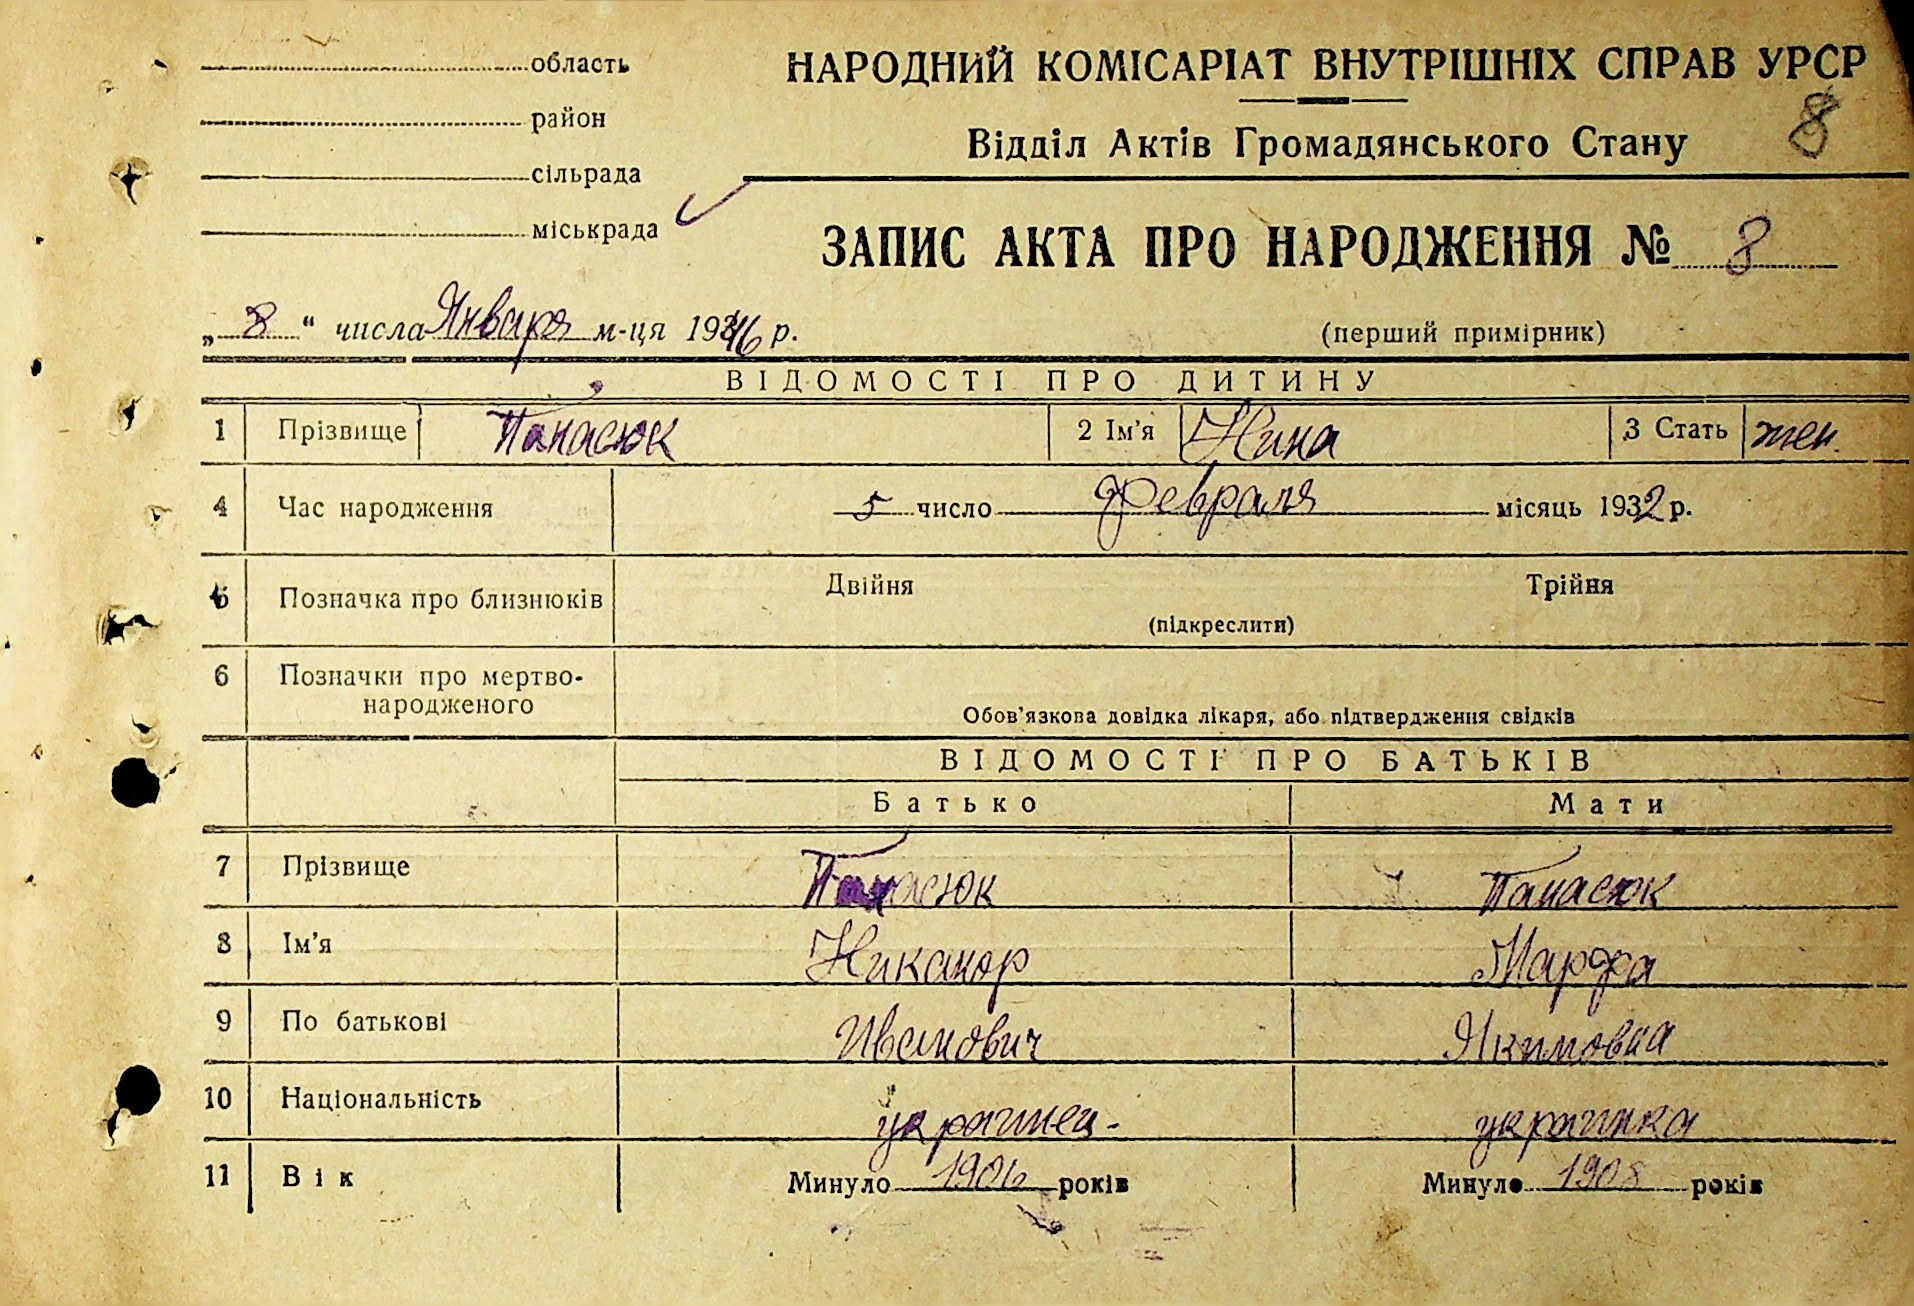 область
район
сільрада
міськрада
НАРОДНИЙ КОМІСАРІАТ ВНУТРІШНІХ СПРАВ УРСР
8
Відділ Актів Громадянського Стану
ЗАПИС АКТА ПРО НАРОДЖЕННЯ № 8
„ 8 “ числа Января м-ця 1946 р.
(перший примірник)
ВІДОМОСТІ ПРО ДИТИНУ
1 Прізвище Панасюк 2 Ім'я Нина 3 Стать жен.
4 Час народження 5 число Февраля місяць 1932 р.
5 Позначка про близнюків Двійня Трійня
(підкреслити)
6 Позначки про мертво-
народженого
Обов'язкова довідка лікаря, або підтвердження свідків
ВІДОМОСТІ ПРО БАТЬКІВ
Батько Мати
7 Прізвище Панасюк Панасюк
8 Ім'я Никанор Марфа
9 По батькові Иванович Якимовна
10 Національність украинец. украинка
11 Вік Минуло 1906 років Минуло 1908 років